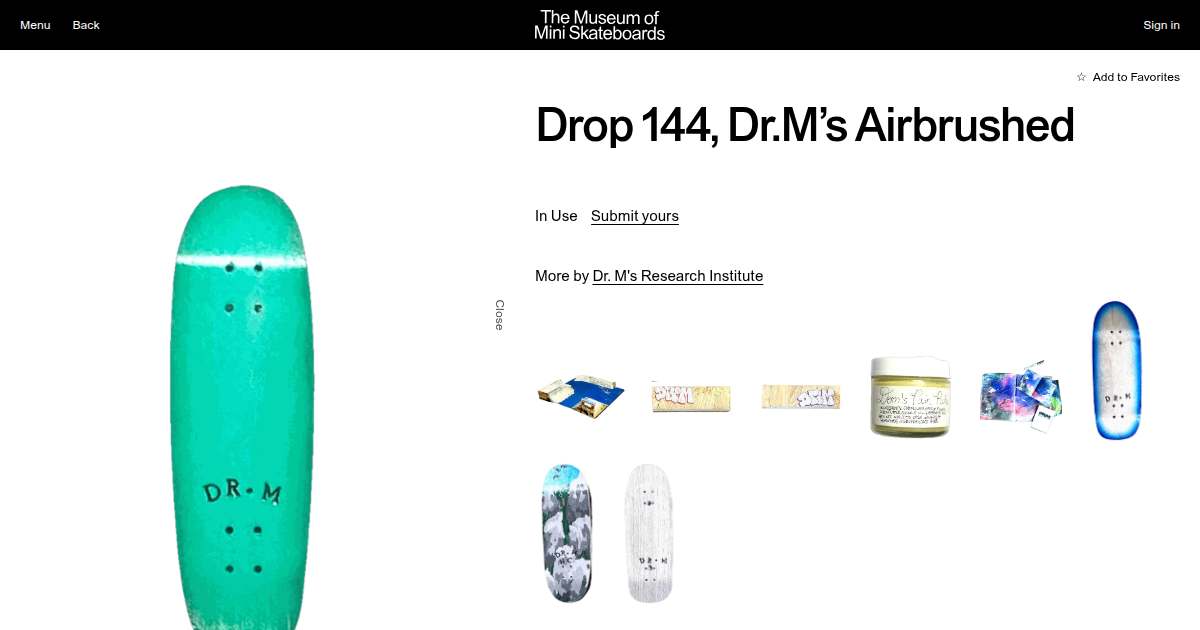 Menu
Back
The Museum of
Mini Skateboards
Sign in
☆ Add to Favorites
Drop 144, Dr.M’s Airbrushed
In Use
Submit yours
More by Dr. M's Research Institute
Close
DR•M
DR•M
DR•M